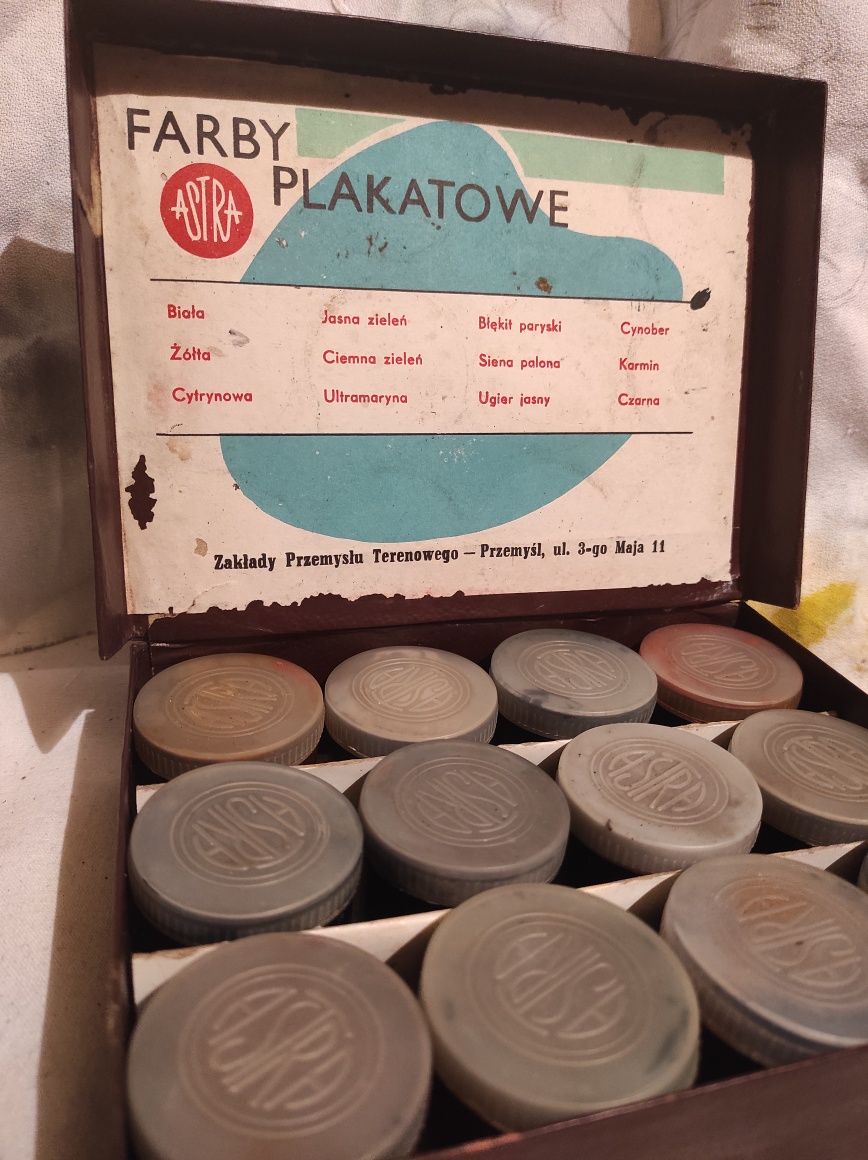 FARBY
PLAKATOWE
ASTRA
Biała Jasna zieleń Błękit paryski Cynober
Żółta Ciemna zieleń Siena palona Karmin
Cytrynowa Ultramaryna Ugier jasny Czarna
Zakłady Przemysłu Terenowego — Przemyśl, ul. 3-go Maja 11
ASTRA
ASTRA
ASTRA
ASTRA
ASTRA
ASTRA
ASTRA
ASTRA
ASTRA
ASTRA
ASTRA